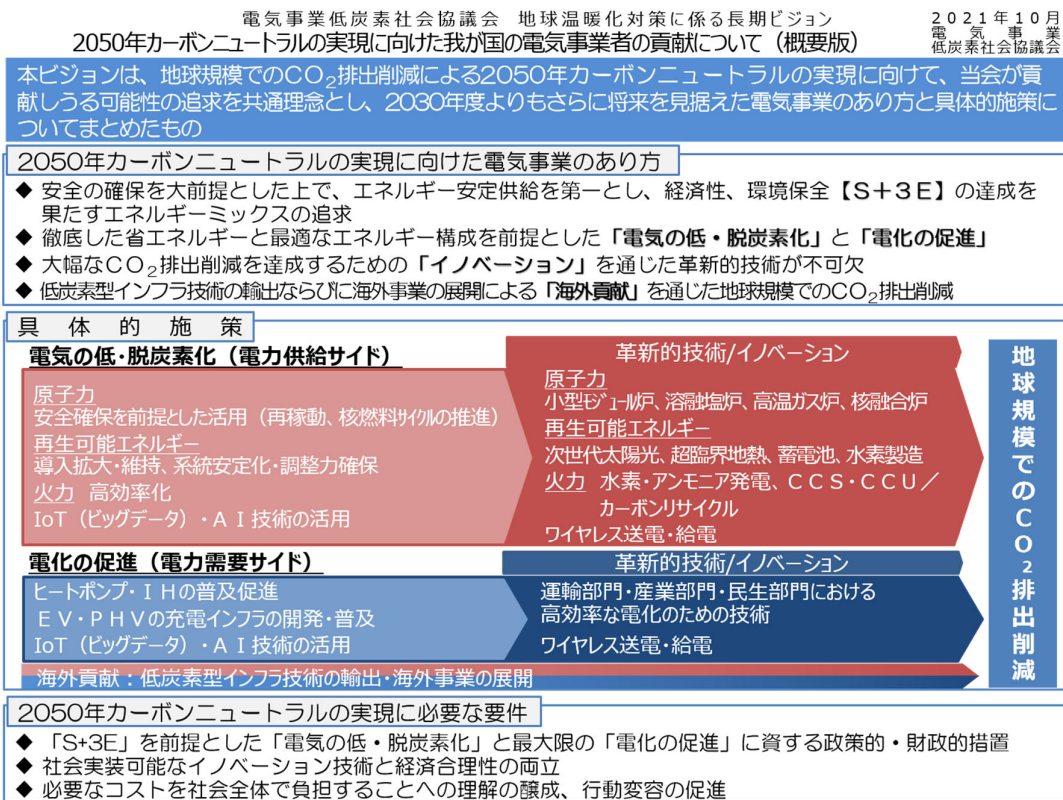 電気事業低炭素社会協議会　地球温暖化対策に係る長期ビジョン
2050年カーボンニュートラルの実現に向けた我が国の電気事業者の貢献について（概要版）
2021年10月
電気事業
低炭素社会協議会
本ビジョンは、地球規模でのCO₂排出削減による2050年カーボンニュートラルの実現に向けて、当会が貢
献しうる可能性の追求を共通理念とし、2030年度よりもさらに将来を見据えた電気事業のあり方と具体的施策に
ついてまとめたもの
2050年カーボンニュートラルの実現に向けた電気事業のあり方
◆ 安全の確保を大前提とした上で、エネルギー安定供給を第一とし、経済性、環境保全【S+3E】の達成を
果たすエネルギーミックスの追求
◆ 徹底した省エネルギーと最適なエネルギー構成を前提とした「電気の低・脱炭素化」と「電化の促進」
◆ 大幅なCO₂排出削減を達成するための「イノベーション」を通じた革新的技術が不可欠
◆ 低炭素型インフラ技術の輸出ならびに海外事業の展開による「海外貢献」を通じた地球規模でのCO₂排出削減
具体的施策
電気の低・脱炭素化（電力供給サイド）
原子力
安全確保を前提とした活用（再稼動、核燃料ｻｲｸﾙの推進）
再生可能エネルギー
導入拡大・維持、系統安定化・調整力確保
火力　高効率化
IoT（ビッグデータ）・ＡＩ技術の活用
革新的技術/イノベーション
原子力
小型ﾓｼﾞｭｰﾙ炉、溶融塩炉、高温ガス炉、核融合炉
再生可能エネルギー
次世代太陽光、超臨界地熱、蓄電池、水素製造
火力　水素・アンモニア発電、ＣＣＳ・ＣＣＵ／
カーボンリサイクル
ワイヤレス送電・給電
電化の促進（電力需要サイド）
ヒートポンプ・ＩＨの普及促進
ＥＶ・ＰＨＶの充電インフラの開発・普及
IoT（ビッグデータ）・ＡＩ技術の活用
革新的技術/イノベーション
運輸部門・産業部門・民生部門における
高効率な電化のための技術
ワイヤレス送電・給電
海外貢献：低炭素型インフラ技術の輸出・海外事業の展開
地球規模でのCO₂排出削減
2050年カーボンニュートラルの実現に必要な要件
◆ 「S+3E」を前提とした「電気の低・脱炭素化」と最大限の「電化の促進」に資する政策的・財政的措置
◆ 社会実装可能なイノベーション技術と経済合理性の両立
◆ 必要なコストを社会全体で負担することへの理解の醸成、行動変容の促進